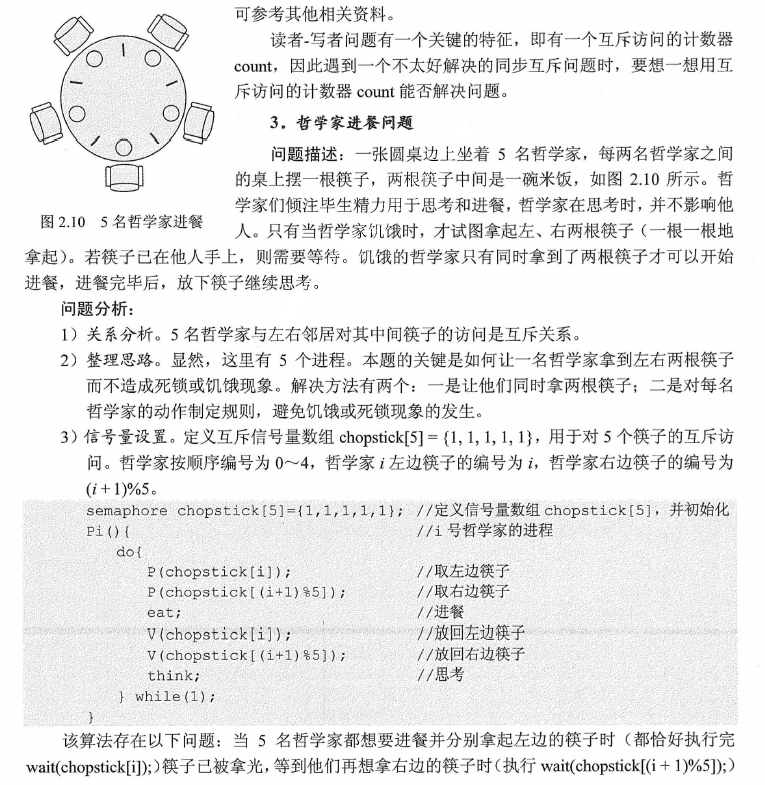 可参考其他相关资料。
读者-写者问题有一个关键的特征，即有一个互斥访问的计数器
count，因此遇到一个不太好解决的同步互斥问题时，要想一想用互
斥访问的计数器 count 能否解决问题。
3．哲学家进餐问题
问题描述：一张圆桌边上坐着 5 名哲学家，每两名哲学家之间
的桌上摆一根筷子，两根筷子中间是一碗米饭，如图 2.10 所示。哲
学家们倾注毕生精力用于思考和进餐，哲学家在思考时，并不影响他
图 2.10 5 名哲学家进餐
人。只有当哲学家饥饿时，才试图拿起左、右两根筷子（一根一根地
拿起）。若筷子已在他人手上，则需要等待。饥饿的哲学家只有同时拿到了两根筷子才可以开始
进餐，进餐完毕后，放下筷子继续思考。
问题分析：
1）关系分析。5 名哲学家与左右邻居对其中间筷子的访问是互斥关系。
2）整理思路。显然，这里有 5 个进程。本题的关键是如何让一名哲学家拿到左右两根筷子
而不造成死锁或饥饿现象。解决方法有两个：一是让他们同时拿两根筷子；二是对每名
哲学家的动作制定规则，避免饥饿或死锁现象的发生。
3）信号量设置。定义互斥信号量数组 chopstick[5] = {1, 1, 1, 1, 1}，用于对 5 个筷子的互斥访
问。哲学家按顺序编号为 0～4，哲学家 i 左边筷子的编号为 i，哲学家右边筷子的编号为
(i + 1)%5。
semaphore chopstick[5]={1,1,1,1,1}; //定义信号量数组 chopstick[5]，并初始化
Pi(){ //i 号哲学家的进程
do{
P(chopstick[i]); //取左边筷子
P(chopstick[(i+1)%5]); //取右边筷子
eat; //进餐
V(chopstick[i]); //放回左边筷子
V(chopstick[(i+1)%5]); //放回右边筷子
think; //思考
} while(1);
}
该算法存在以下问题：当 5 名哲学家都想要进餐并分别拿起左边的筷子时（都恰好执行完
wait(chopstick[i]);）筷子已被拿光，等到他们再想拿右边的筷子时（执行 wait(chopstick[(i + 1)%5]);）